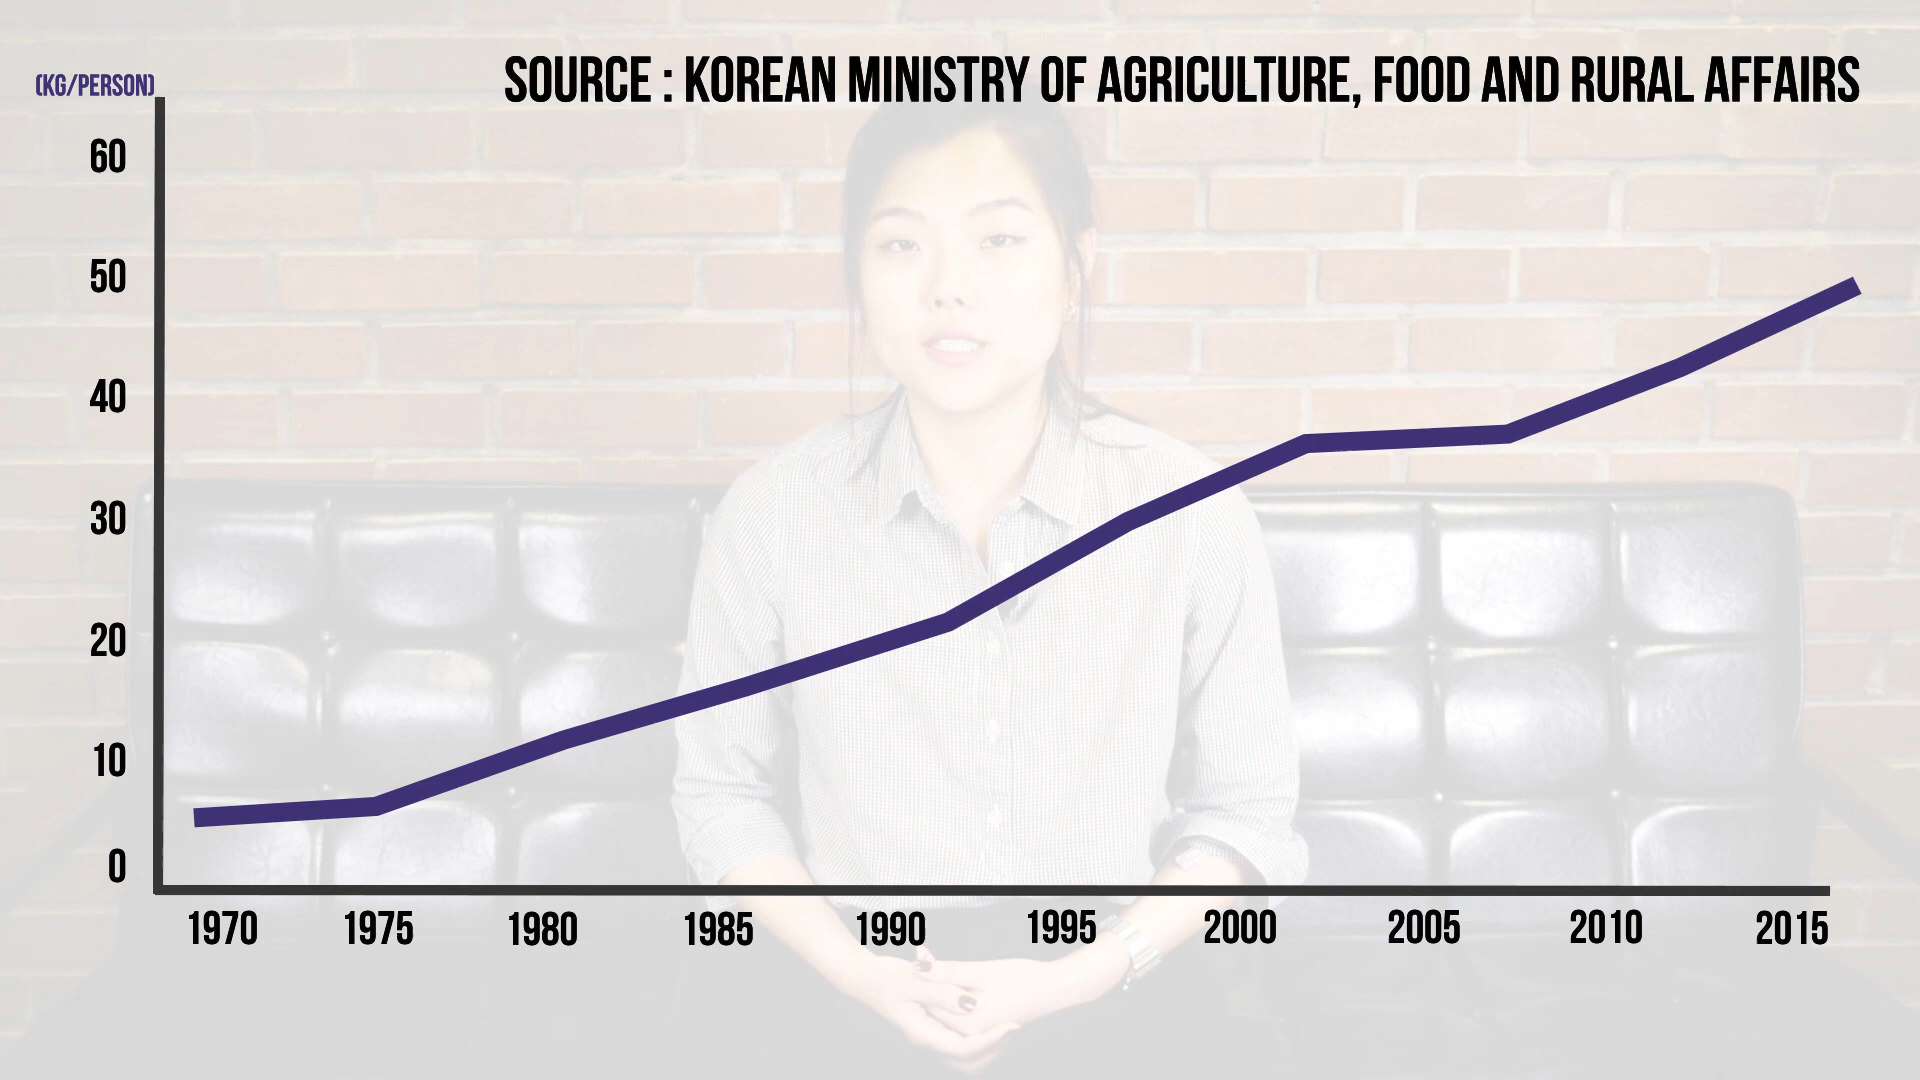 (KG/PERSON)
SOURCE : KOREAN MINISTRY OF AGRICULTURE, FOOD AND RURAL AFFAIRS
60
50
40
30
20
10
0
1970 1975 1980 1985 1990 1995 2000 2005 2010 2015